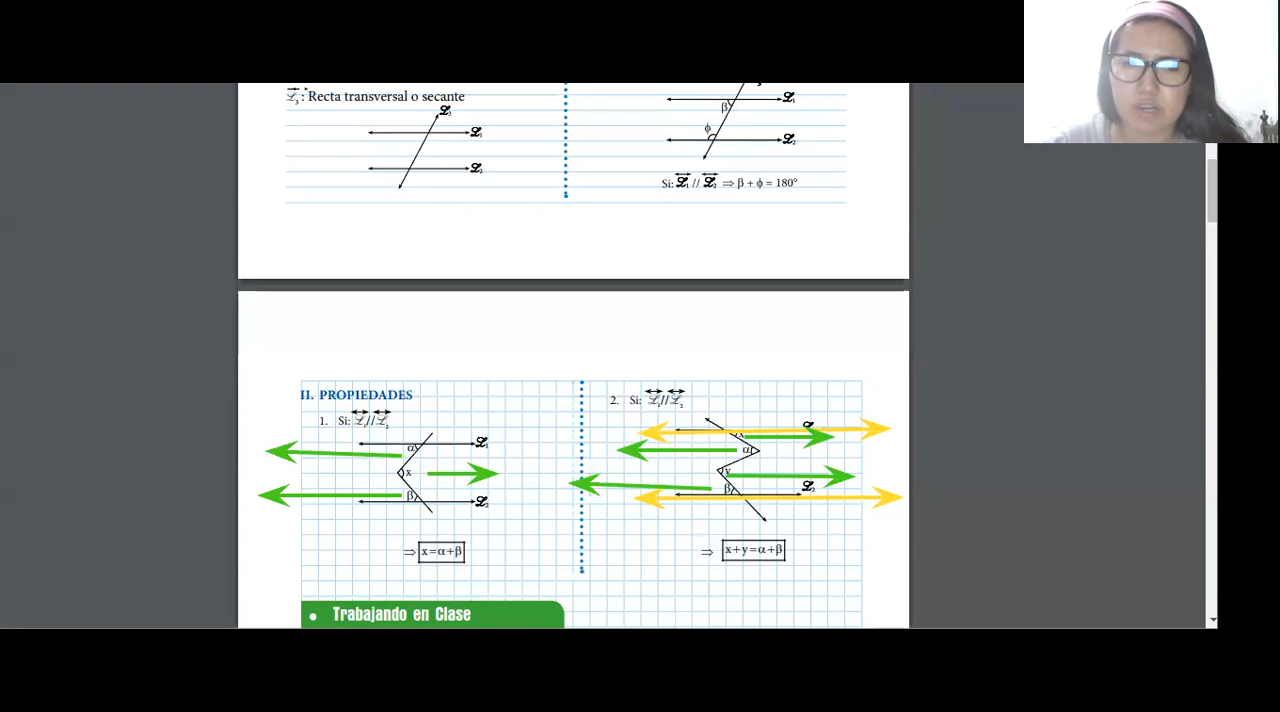 ℒ₃: Recta transversal o secante
ℒ₃
ℒ₁
ℒ₂
ℒ₁
β
ϕ
ℒ₂
Si: ℒ₁ // ℒ₂ ⇒ β + ϕ = 180°
II. PROPIEDADES
1. Si: ℒ₁//ℒ₂
α
ℒ₁
x
β
ℒ₂
⇒ x=α+β
2. Si: ℒ₁//ℒ₂
x
α
y
β
ℒ₂
⇒ x+y=α+β
• Trabajando en Clase